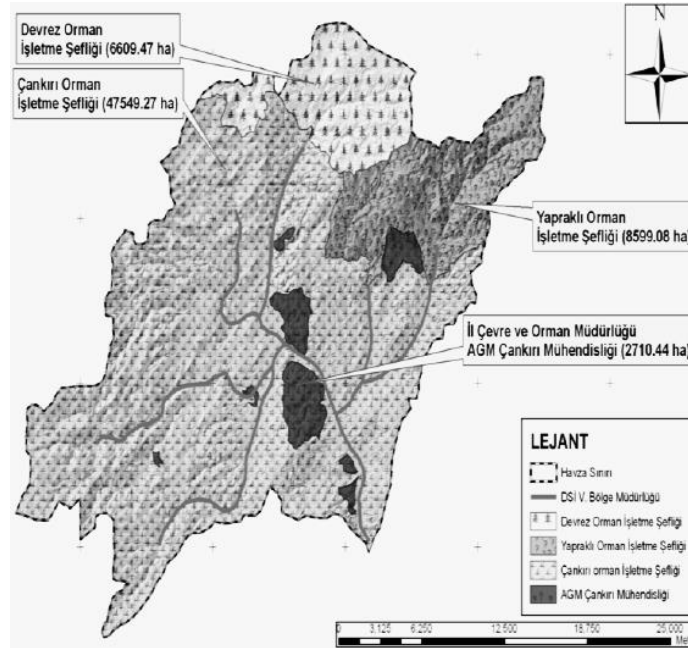 Devrez Orman
İşletme Şefliği (6609.47 ha)
Çankırı Orman
İşletme Şefliği (47549.27 ha)
N
Yapraklı Orman
İşletme Şefliği (8599.08 ha)
İl Çevre ve Orman Müdürlüğü
AGM Çankırı Mühendisliği (2710.44 ha)
LEJANT
Havza Sınırı
DSİ V. Bölge Müdürlüğü
Devrez Orman İşletme Şefliği
Yapraklı Orman İşletme Şefliği
Çankırı orman İşletme Şefliği
AGM Çankırı Mühendisliği
0 3,125 6,250 12,500 18,750 25,000
Me